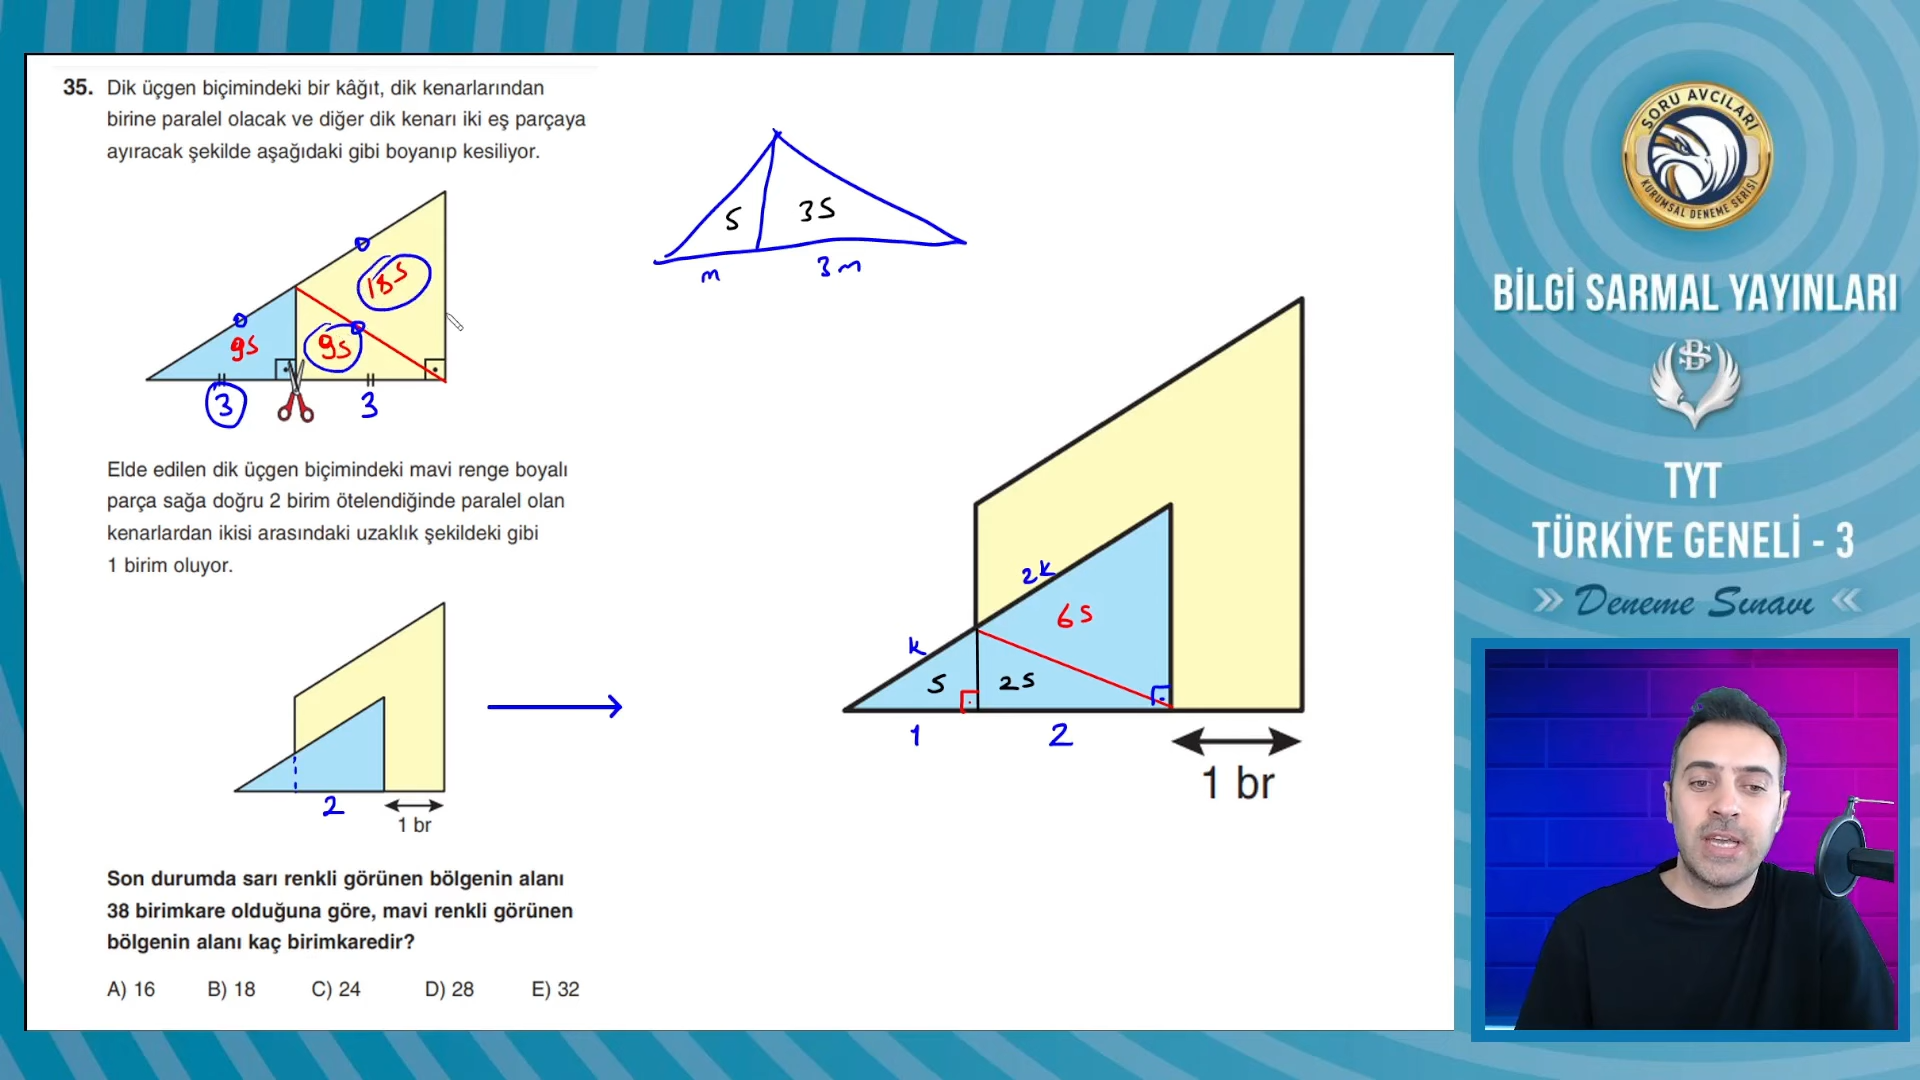 35. Dik üçgen biçimindeki bir kâğıt, dik kenarlarından
birine paralel olacak ve diğer dik kenarı iki eş parçaya
ayıracak şekilde aşağıdaki gibi boyanıp kesiliyor.
18S
9S
9S
3
3
S
3S
m
3m
Elde edilen dik üçgen biçimindeki mavi renge boyalı
parça sağa doğru 2 birim ötelendiğinde paralel olan
kenarlardan ikisi arasındaki uzaklık şekildeki gibi
1 birim oluyor.
2
1 br
2k
k
6S
S
2S
1
2
1 br
Son durumda sarı renkli görünen bölgenin alanı
38 birimkare olduğuna göre, mavi renkli görünen
bölgenin alanı kaç birimkaredir?
A) 16 B) 18 C) 24 D) 28 E) 32
SORU AVCILARI
KURUMSAL DENEME SERİSİ
BİLGİ SARMAL YAYINLARI
BS
TYT
TÜRKİYE GENELİ - 3
Deneme Sınavı